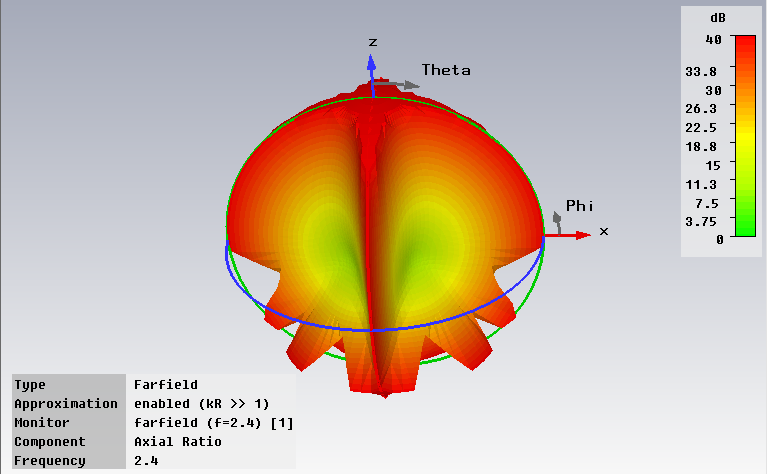 dB
40
33.8
30
26.3
22.5
18.8
15
11.3
7.5
3.75
0
z
Theta
Phi
x
Type Farfield
Approximation enabled (kR >> 1)
Monitor farfield (f=2.4) [1]
Component Axial Ratio
Frequency 2.4